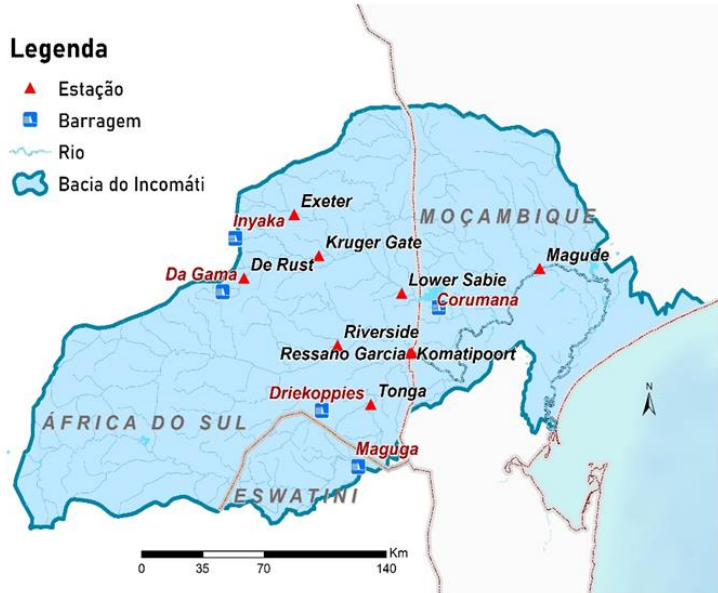 Legenda
Estação
Barragem
Rio
Bacia do Incomáti
Exeter
Inyaka
MOÇAMBIQUE
Kruger Gate
Magude
De Rust
Da Gama
Lower Sabie
Corumana
Riverside
Ressano Garcia
Komatipoort
Driekoppies
Tonga
ÁFRICA DO SUL
Maguga
ESWATINI
N
Km
0 35 70 140